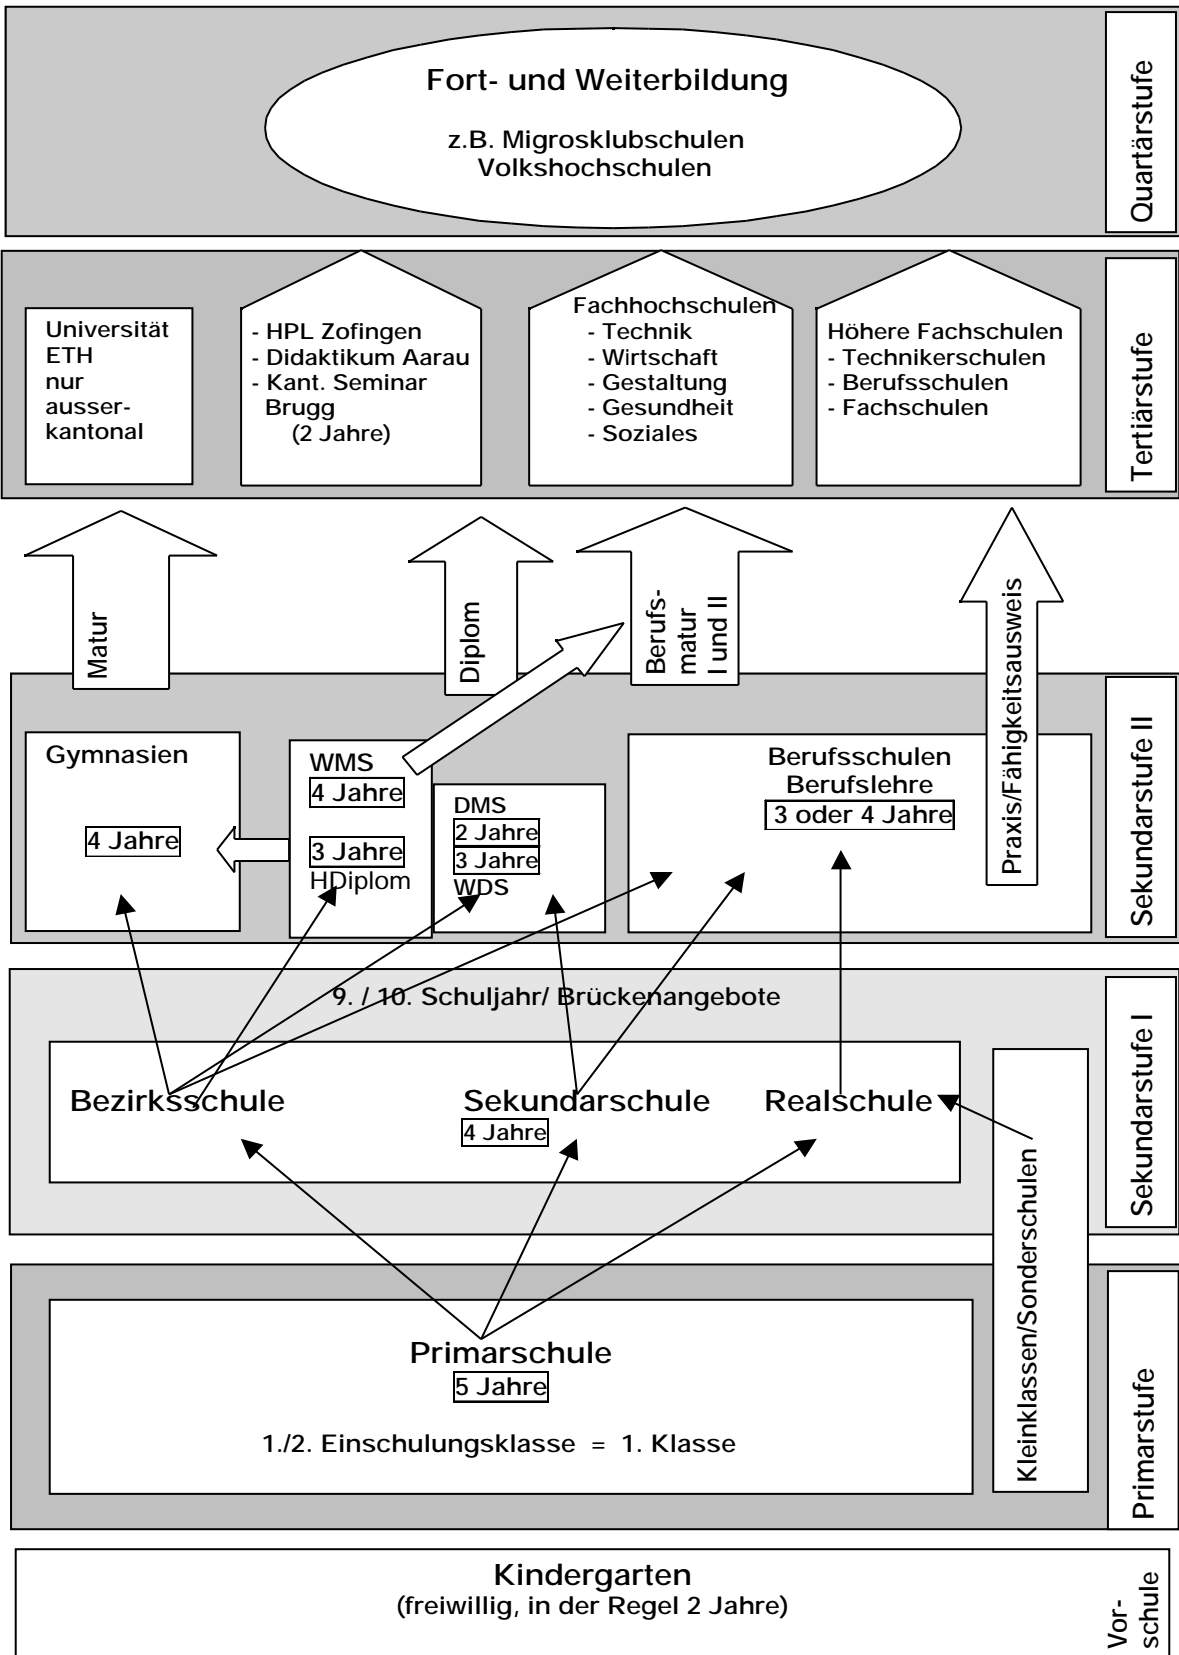 Fort- und Weiterbildung
z.B. Migrosklubschulen
Volkshochschulen
Quartärstufe
Universität
ETH
nur
ausser-
kantonal
- HPL Zofingen
- Didaktikum Aarau
- Kant. Seminar
Brugg
(2 Jahre)
Fachhochschulen
- Technik
- Wirtschaft
- Gestaltung
- Gesundheit
- Soziales
Höhere Fachschulen
- Technikerschulen
- Berufsschulen
- Fachschulen
Tertiärstufe
Matur
Diplom
Berufs-
matur
I und II
Praxis/Fähigkeitsausweis
Gymnasien
4 Jahre
WMS
4 Jahre
3 Jahre
HDiplom
DMS
2 Jahre
3 Jahre
WDS
Berufsschulen
Berufslehre
3 oder 4 Jahre
Sekundarstufe II
9. / 10. Schuljahr/ Brückenangebote
Bezirksschule
Sekundarschule
4 Jahre
Realschule
Sekundarstufe I
Kleinklassen/Sonderschulen
Primarschule
5 Jahre
1./2. Einschulungsklasse = 1. Klasse
Primarstufe
Kindergarten
(freiwillig, in der Regel 2 Jahre)
Vor-
schule